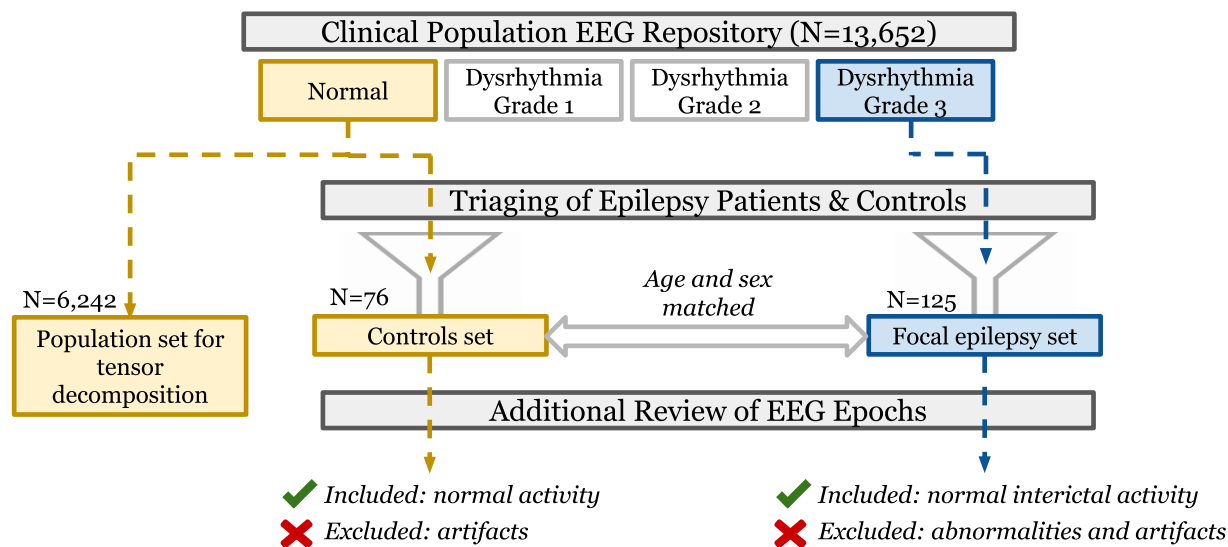 Clinical Population EEG Repository (N=13,652)
Normal
Dysrhythmia
Grade 1
Dysrhythmia
Grade 2
Dysrhythmia
Grade 3
Triaging of Epilepsy Patients & Controls
N=6,242
Population set for
tensor
decomposition
N=76
Controls set
Age and sex
matched
N=125
Focal epilepsy set
Additional Review of EEG Epochs
Included: normal activity
Excluded: artifacts
Included: normal interictal activity
Excluded: abnormalities and artifacts